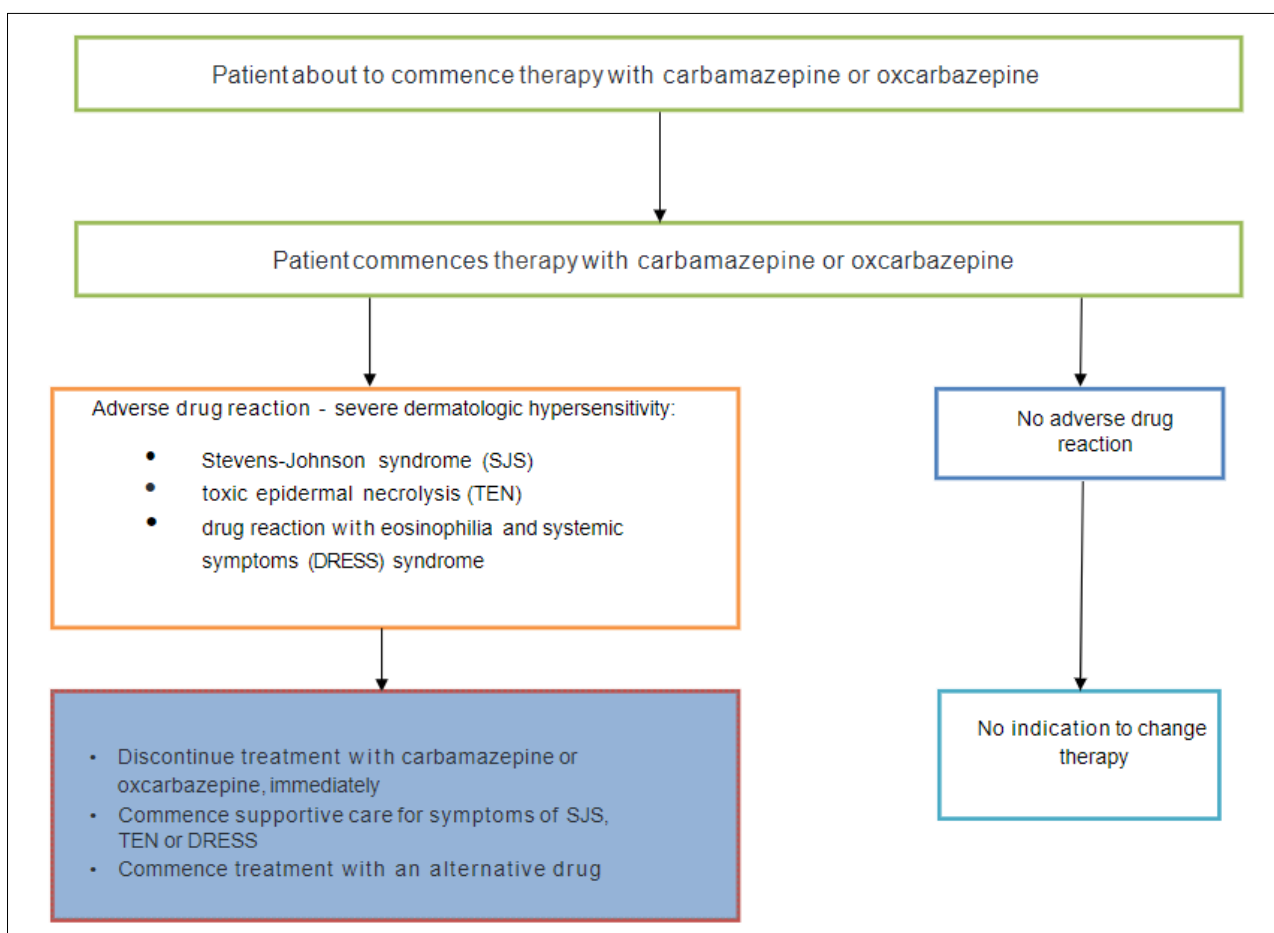 Patient about to commence therapy with carbamazepine or oxcarbazepine
Patient commences therapy with carbamazepine or oxcarbazepine
Adverse drug reaction - severe dermatologic hypersensitivity:
• Stevens-Johnson syndrome (SJS)
• toxic epidermal necrolysis (TEN)
• drug reaction with eosinophilia and systemic
symptoms (DRESS) syndrome
No adverse drug
reaction
• Discontinue treatment with carbamazepine or
oxcarbazepine, immediately
• Commence supportive care for symptoms of SJS,
TEN or DRESS
• Commence treatment with an alternative drug
No indication to change
therapy